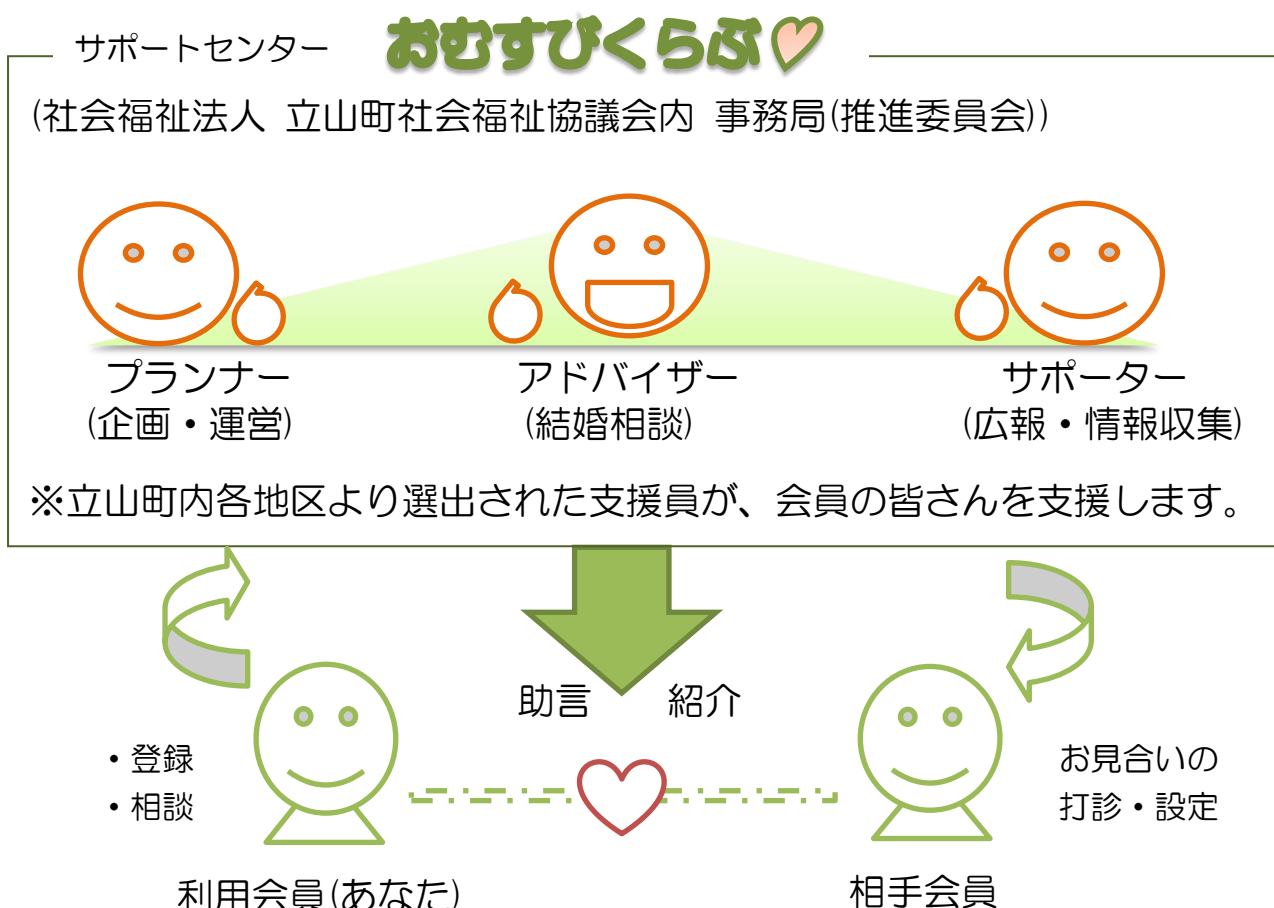 サポートセンター おむすびくらぶ
(社会福祉法人 立山町社会福祉協議会内 事務局(推進委員会))
プランナー
(企画・運営)
アドバイザー
(結婚相談)
サポーター
(広報・情報収集)
※立山町内各地区より選出された支援員が、会員の皆さんを支援します。
助言 紹介
・登録
・相談
お見合いの
打診・設定
利用会員(あなた)
相手会員